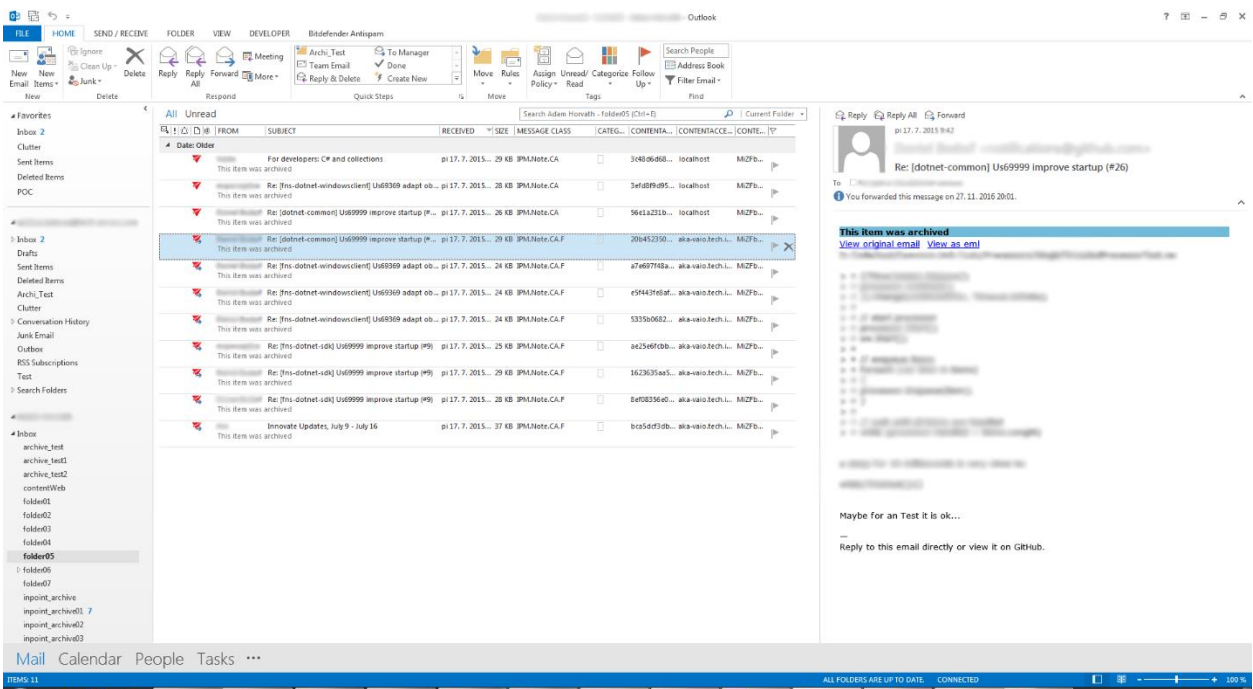 Outlook
FILE HOME SEND / RECEIVE FOLDER VIEW DEVELOPER Bitdefender Antispam
New Email
New Items
Ignore
Clean Up
Junk
Delete
Reply
Reply All
Forward
Meeting
More
Archi_Test
Team Email
Reply & Delete
To Manager
Done
Create New
Move
Rules
Assign Policy
Unread/ Read
Categorize
Follow Up
Search People
Address Book
Filter Email
New Delete Respond Quick Steps Move Tags Find
Favorites
Inbox 2
Clutter
Sent Items
Deleted Items
POC
Inbox 2
Drafts
Sent Items
Deleted Items
Archi_Test
Clutter
Conversation History
Junk Email
Outbox
RSS Subscriptions
Test
Search Folders
Inbox
archive_test
archive_test1
archive_test2
contentWeb
folder01
folder02
folder03
folder04
folder05
folder06
folder07
inpoint_archive
inpoint_archive01 7
inpoint_archive02
inpoint_archive03
All Unread
Search Adam Horvath - folder05 (Ctrl+E) Current Folder
FROM SUBJECT RECEIVED SIZE MESSAGE CLASS CATEG... CONTENTA... CONTENTACCE... CONTE...
Date: Older
For developers: C# and collections pi 17. 7. 2015... 29 KB IPM.Note.CA 3c48d6d68... localhost MiZFb...
This item was archived
Re: [fns-dotnet-windowsclient] Us69369 adapt ob... pi 17. 7. 2015... 28 KB IPM.Note.CA 3efd8f9d95... localhost MiZFb...
This item was archived
Re: [dotnet-common] Us69999 improve startup (#... pi 17. 7. 2015... 26 KB IPM.Note.CA 56e1a231b... localhost MiZFb...
This item was archived
Re: [dotnet-common] Us69999 improve startup (#... pi 17. 7. 2015... 29 KB IPM.Note.CA.F 20b452350... aka-vaio.tech.i... MiZFb...
This item was archived
Re: [fns-dotnet-windowsclient] Us69369 adapt ob... pi 17. 7. 2015... 24 KB IPM.Note.CA.F a7e697f48a... aka-vaio.tech.i... MiZFb...
This item was archived
Re: [fns-dotnet-windowsclient] Us69369 adapt ob... pi 17. 7. 2015... 24 KB IPM.Note.CA.F e5f443fe8af... aka-vaio.tech.i... MiZFb...
This item was archived
Re: [fns-dotnet-windowsclient] Us69369 adapt ob... pi 17. 7. 2015... 24 KB IPM.Note.CA.F 5335b0682... aka-vaio.tech.i... MiZFb...
This item was archived
Re: [fns-dotnet-sdk] Us69999 improve startup (#9) pi 17. 7. 2015... 25 KB IPM.Note.CA.F ae25e6fcbb... aka-vaio.tech.i... MiZFb...
This item was archived
Re: [fns-dotnet-sdk] Us69999 improve startup (#9) pi 17. 7. 2015... 29 KB IPM.Note.CA.F 1623635aa5... aka-vaio.tech.i... MiZFb...
This item was archived
Re: [fns-dotnet-sdk] Us69999 improve startup (#9) pi 17. 7. 2015... 28 KB IPM.Note.CA.F 8ef08356e0... aka-vaio.tech.i... MiZFb...
This item was archived
Innovate Updates, July 9 - July 16 pi 17. 7. 2015... 37 KB IPM.Note.CA.F bca5dcf3db... aka-vaio.tech.i... MiZFb...
This item was archived
Reply Reply All Forward
pi 17. 7. 2015 9:42
Re: [dotnet-common] Us69999 improve startup (#26)
To
You forwarded this message on 27. 11. 2016 20:01.
This item was archived
View original email View as eml
Maybe for an Test it is ok...
—
Reply to this email directly or view it on GitHub.
Mail Calendar People Tasks ...
ITEMS: 11 ALL FOLDERS ARE UP TO DATE. CONNECTED 100 %